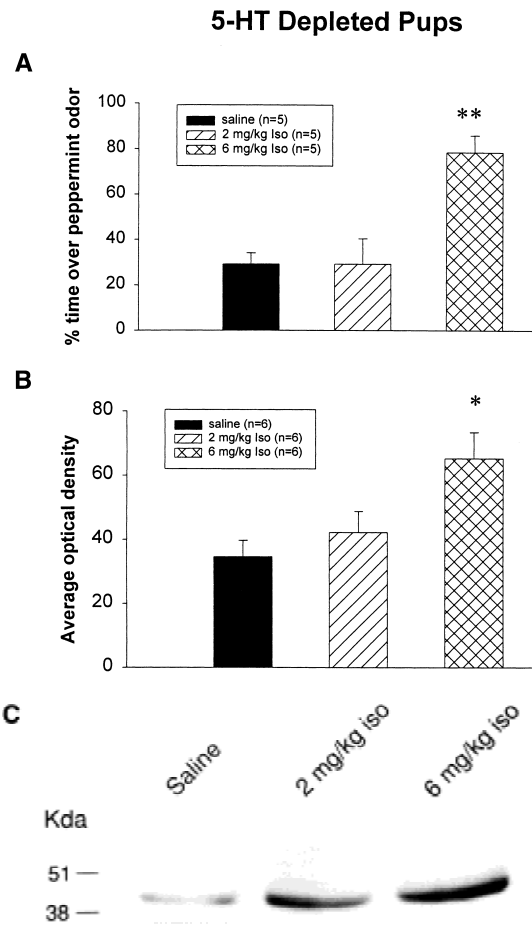 5-HT Depleted Pups
A
% time over peppermint odor
100
80
60
40
20
0
saline (n=5)
2 mg/kg Iso (n=5)
6 mg/kg Iso (n=5)
**
B
Average optical density
80
60
40
20
0
saline (n=6)
2 mg/kg Iso (n=6)
6 mg/kg Iso (n=6)
*
C
Saline
2 mg/kg iso
6 mg/kg iso
Kda
51
38